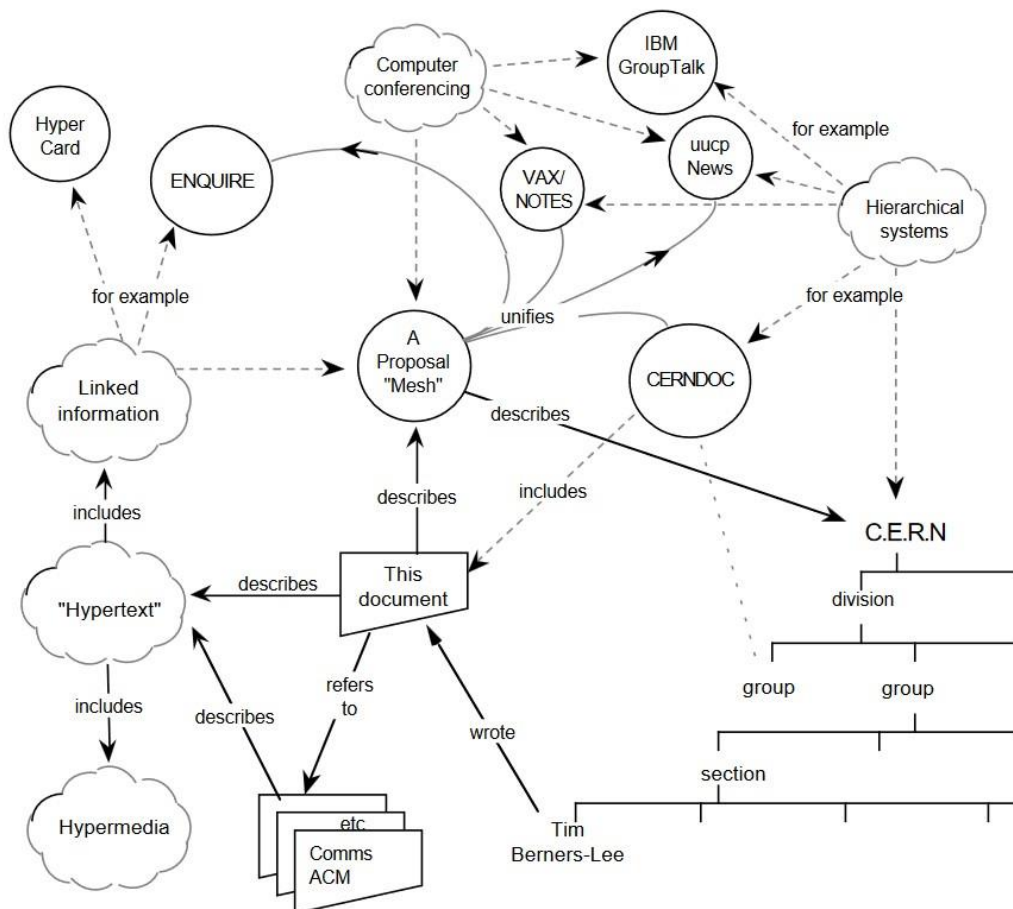 IBM
GroupTalk
Computer
conferencing
Hyper
Card
for example
uucp
News
ENQUIRE
VAX/
NOTES
Hierarchical
systems
for example
for example
unifies
A
Proposal
"Mesh"
CERNDOC
Linked
information
describes
includes
describes
includes
C.E.R.N
This
document
describes
"Hypertext"
division
refers
to
group
group
includes
describes
wrote
section
Hypermedia
etc
Comms
ACM
Tim
Berners-Lee